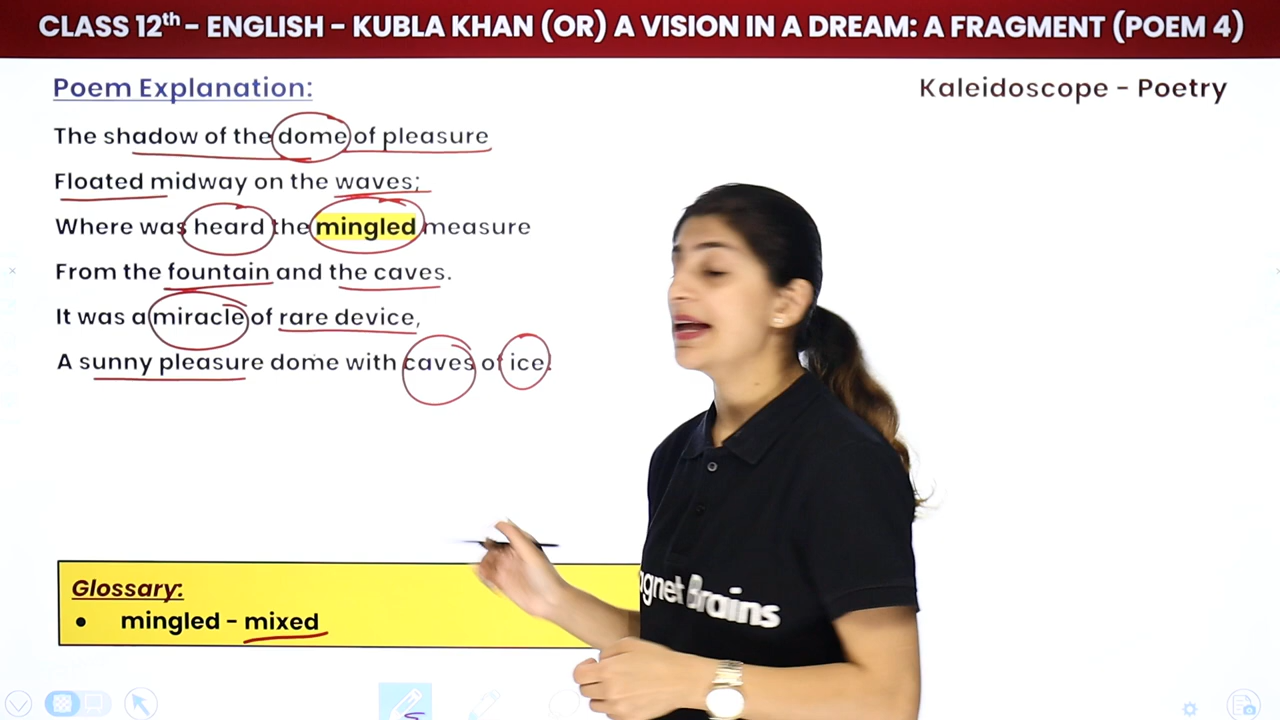 CLASS 12th - ENGLISH - KUBLA KHAN (OR) A VISION IN A DREAM: A FRAGMENT (POEM 4)
Poem Explanation:
Kaleidoscope - Poetry
The shadow of the dome of pleasure
Floated midway on the waves;
Where was heard the mingled measure
From the fountain and the caves.
It was a miracle of rare device,
A sunny pleasure dome with caves of ice.
Glossary:
• mingled - mixed
agnet Brains